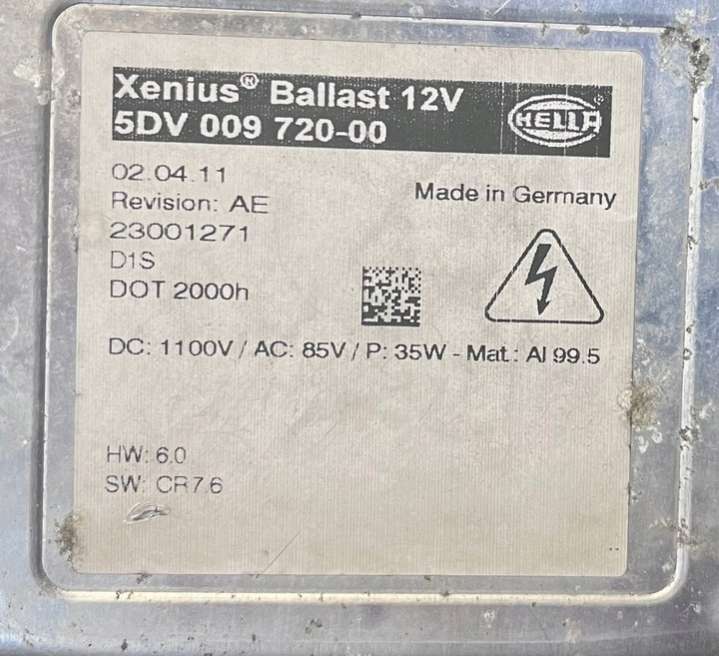 Xenius® Ballast 12V
5DV 009 720-00
HELLA
02.04.11
Revision: AE
Made in Germany
23001271
D1S
DOT 2000h
DC: 1100V / AC: 85V / P: 35W - Mat.: Al 99.5
HW: 6.0
SW: CR7.6